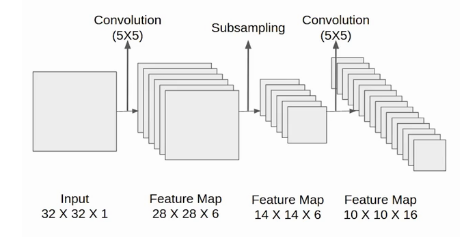 Convolution
(5X5)
Subsampling
Convolution
(5X5)
Input
32 X 32 X 1
Feature Map
28 X 28 X 6
Feature Map
14 X 14 X 6
Feature Map
10 X 10 X 16